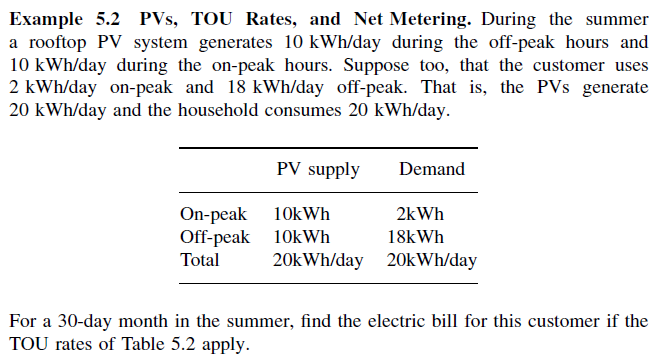 Example 5.2 PVs, TOU Rates, and Net Metering. During the summer
a rooftop PV system generates 10 kWh/day during the off-peak hours and
10 kWh/day during the on-peak hours. Suppose too, that the customer uses
2 kWh/day on-peak and 18 kWh/day off-peak. That is, the PVs generate
20 kWh/day and the household consumes 20 kWh/day.
PV supply Demand
On-peak 10kWh 2kWh
Off-peak 10kWh 18kWh
Total 20kWh/day 20kWh/day
For a 30-day month in the summer, find the electric bill for this customer if the
TOU rates of Table 5.2 apply.